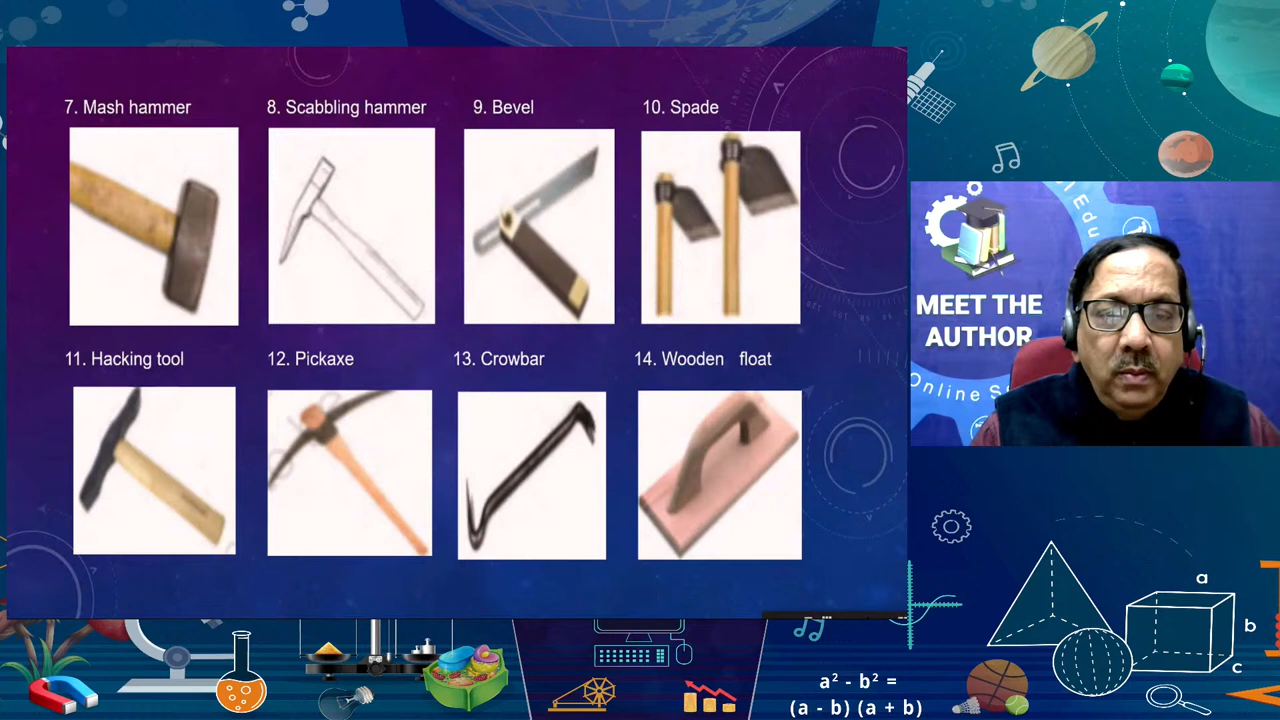 7. Mash hammer
8. Scabbling hammer
9. Bevel
10. Spade
11. Hacking tool
12. Pickaxe
13. Crowbar
14. Wooden float
l Edu
MEET THE
AUTHOR
Online S
a
b
c
a² - b² =
(a - b) (a + b)